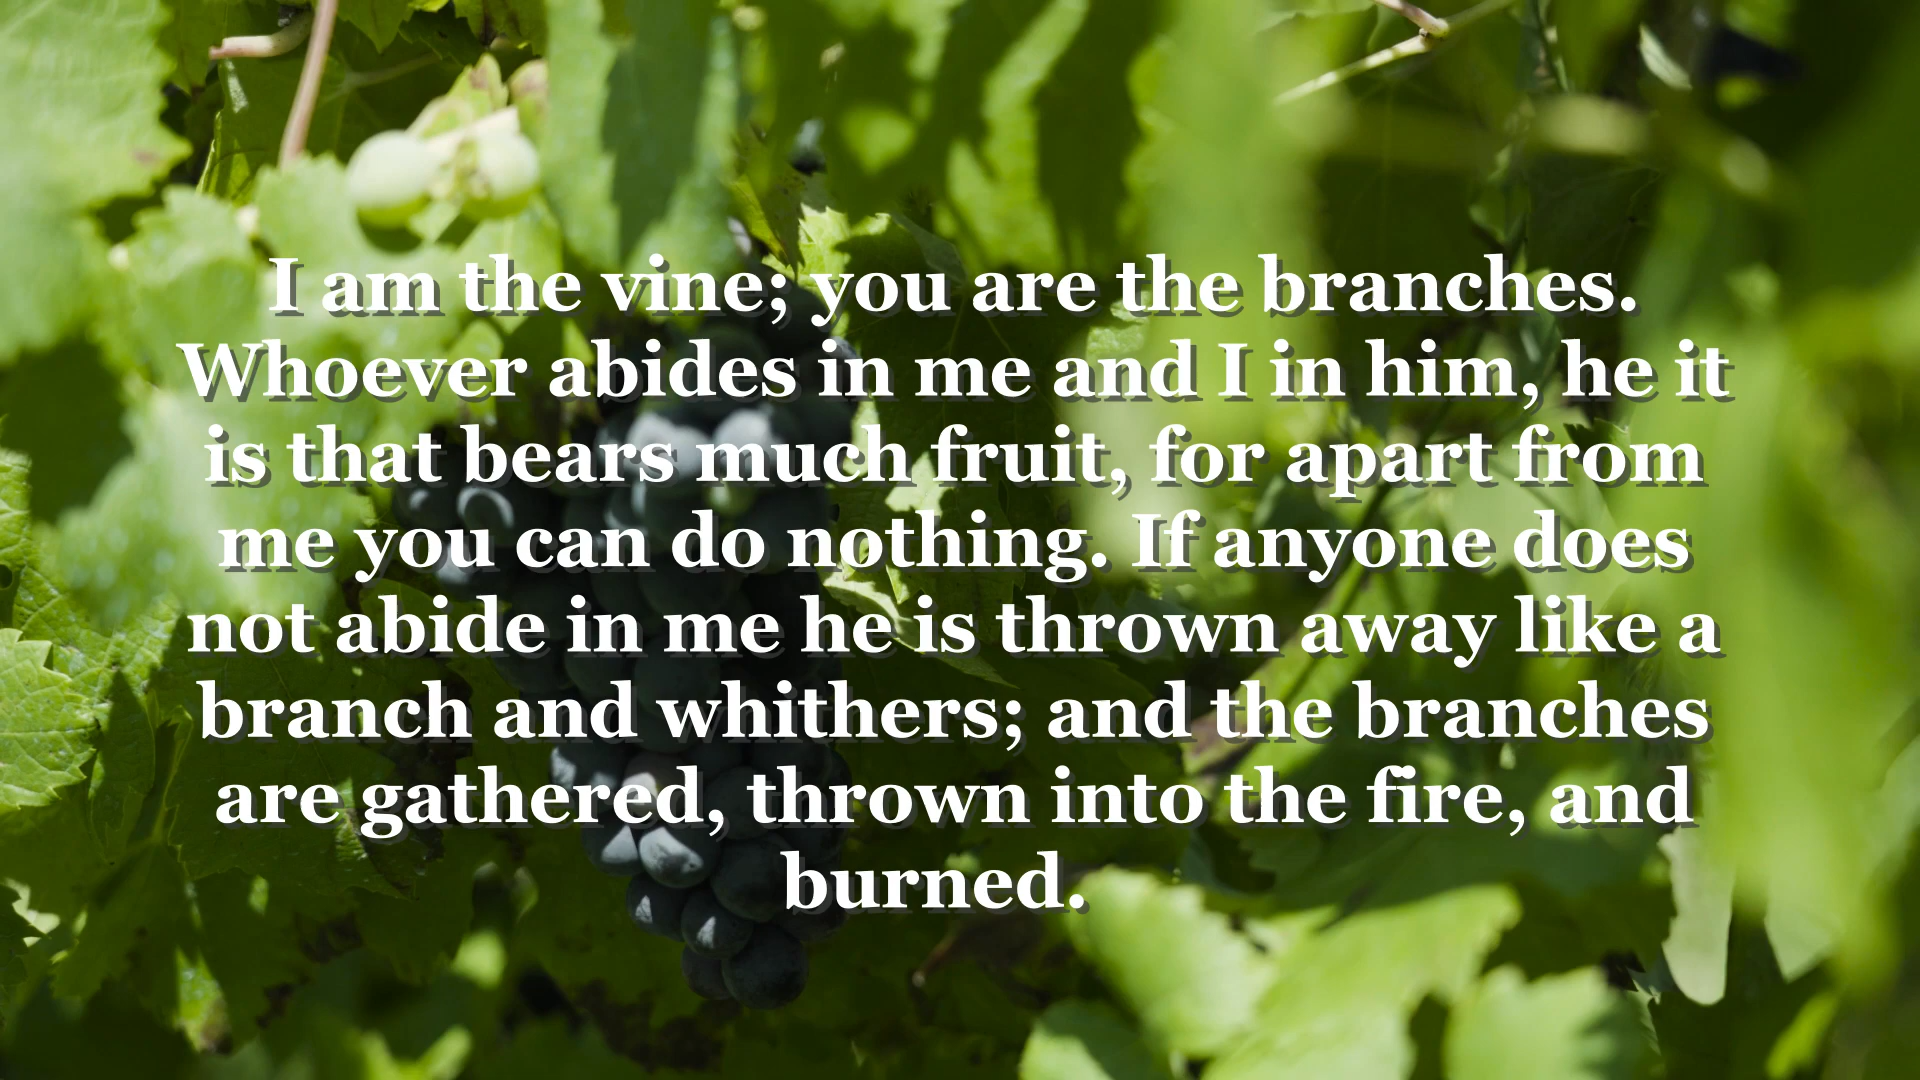 I am the vine; you are the branches.
Whoever abides in me and I in him, he it
is that bears much fruit, for apart from
me you can do nothing. If anyone does
not abide in me he is thrown away like a
branch and whithers; and the branches
are gathered, thrown into the fire, and
burned.